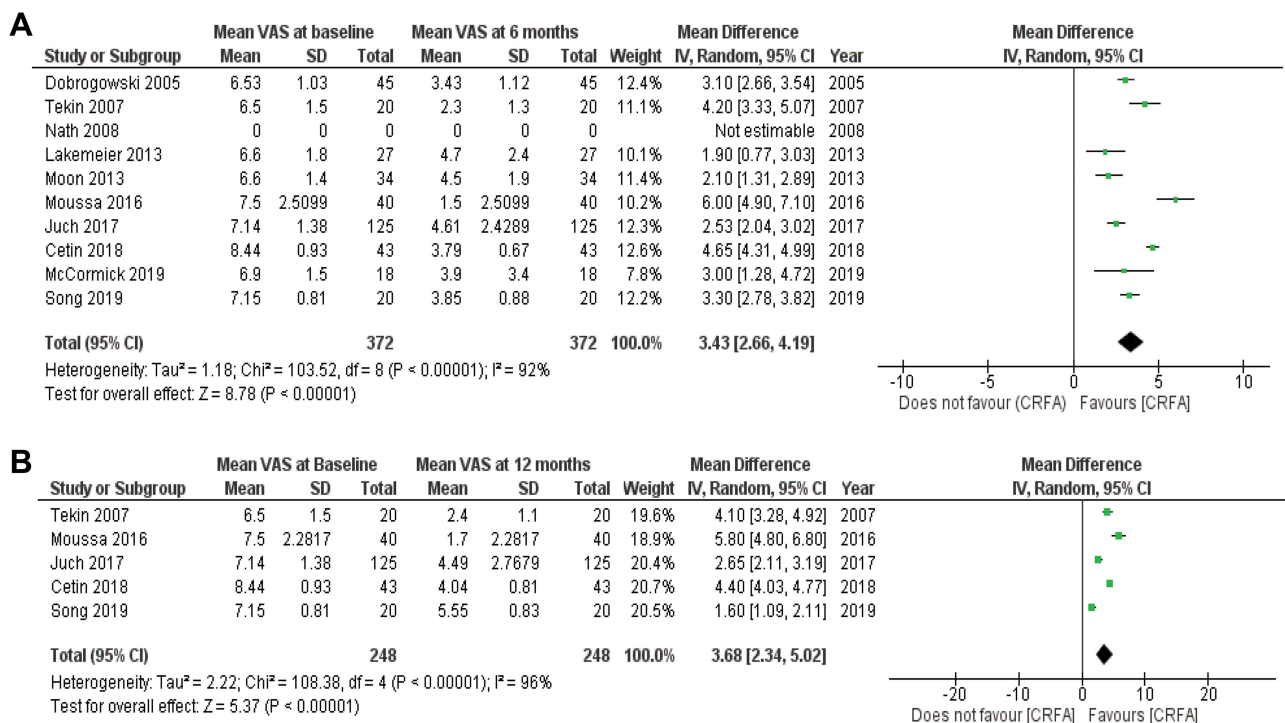 A
Mean VAS at baseline Mean VAS at 6 months Mean Difference Mean Difference
Study or Subgroup Mean SD Total Mean SD Total Weight IV, Random, 95% CI Year IV, Random, 95% CI
Dobrogowski 2005 6.53 1.03 45 3.43 1.12 45 12.4% 3.10 [2.66, 3.54] 2005
Tekin 2007 6.5 1.5 20 2.3 1.3 20 11.1% 4.20 [3.33, 5.07] 2007
Nath 2008 0 0 0 0 0 0 Not estimable 2008
Lakemeier 2013 6.6 1.8 27 4.7 2.4 27 10.1% 1.90 [0.77, 3.03] 2013
Moon 2013 6.6 1.4 34 4.5 1.9 34 11.4% 2.10 [1.31, 2.89] 2013
Moussa 2016 7.5 2.5099 40 1.5 2.5099 40 10.2% 6.00 [4.90, 7.10] 2016
Juch 2017 7.14 1.38 125 4.61 2.4289 125 12.3% 2.53 [2.04, 3.02] 2017
Cetin 2018 8.44 0.93 43 3.79 0.67 43 12.6% 4.65 [4.31, 4.99] 2018
McCormick 2019 6.9 1.5 18 3.9 3.4 18 7.8% 3.00 [1.28, 4.72] 2019
Song 2019 7.15 0.81 20 3.85 0.88 20 12.2% 3.30 [2.78, 3.82] 2019
Total (95% CI) 372 372 100.0% 3.43 [2.66, 4.19]
Heterogeneity: Tau² = 1.18; Chi² = 103.52, df = 8 (P < 0.00001); I² = 92%
Test for overall effect: Z = 8.78 (P < 0.00001)
-10 -5 0 5 10
Does not favour (CRFA) Favours [CRFA]
B
Mean VAS at Baseline Mean VAS at 12 months Mean Difference Mean Difference
Study or Subgroup Mean SD Total Mean SD Total Weight IV, Random, 95% CI Year IV, Random, 95% CI
Tekin 2007 6.5 1.5 20 2.4 1.1 20 19.6% 4.10 [3.28, 4.92] 2007
Moussa 2016 7.5 2.2817 40 1.7 2.2817 40 18.9% 5.80 [4.80, 6.80] 2016
Juch 2017 7.14 1.38 125 4.49 2.7679 125 20.4% 2.65 [2.11, 3.19] 2017
Cetin 2018 8.44 0.93 43 4.04 0.81 43 20.7% 4.40 [4.03, 4.77] 2018
Song 2019 7.15 0.81 20 5.55 0.83 20 20.5% 1.60 [1.09, 2.11] 2019
Total (95% CI) 248 248 100.0% 3.68 [2.34, 5.02]
Heterogeneity: Tau² = 2.22; Chi² = 108.38, df = 4 (P < 0.00001); I² = 96%
Test for overall effect: Z = 5.37 (P < 0.00001)
-20 -10 0 10 20
Does not favour [CRFA] Favours [CRFA]